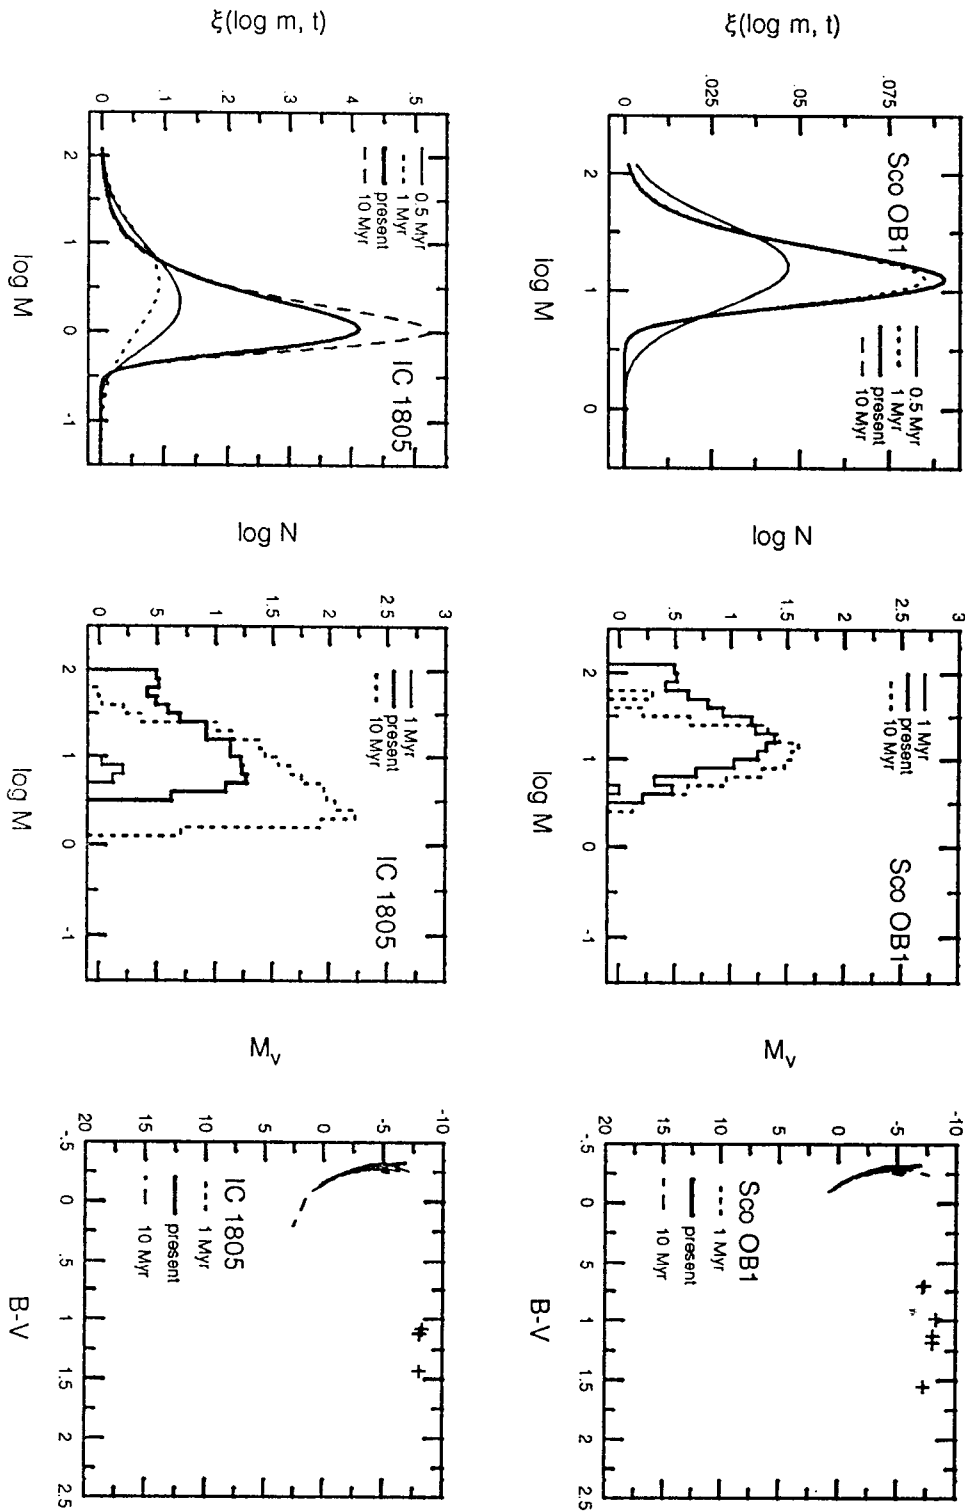 ξ(log m, t)
.075
.05
.025
0
Sco OB1
0.5 Myr
1 Myr
present
10 Myr
2
1
0
log M
log N
3
2.5
2
1.5
1
.5
0
1 Myr
present
10 Myr
Sco OB1
2
1
0
-1
log M
Mv
-10
-5
0
5
10
15
20
Sco OB1
1 Myr
present
10 Myr
-.5
0
5
1
1.5
2
2.5
B-V
ξ(log m, t)
.5
.4
.3
.2
.1
0
0.5 Myr
1 Myr
present
10 Myr
IC 1805
2
1
0
-1
log M
log N
3
2.5
2
1.5
1
5
0
1 Myr
present
10 Myr
IC 1805
2
1
0
-1
log M
Mv
-10
-5
0
5
10
15
20
IC 1805
1 Myr
present
10 Myr
-.5
0
.5
1
1.5
2
2.5
B-V